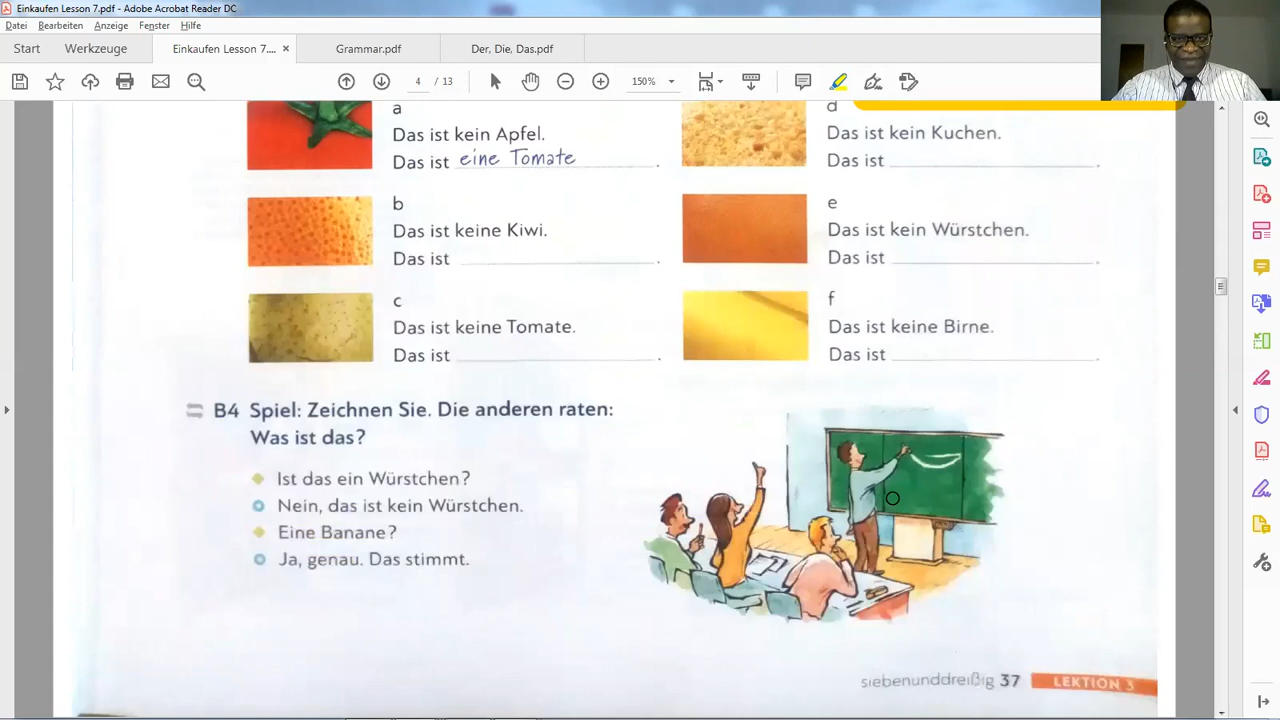 Einkaufen Lesson 7.pdf - Adobe Acrobat Reader DC
Datei Bearbeiten Anzeige Fenster Hilfe
Start Werkzeuge Einkaufen Lesson 7.... × Grammar.pdf Der, Die, Das.pdf
4 / 13 150%
a
Das ist kein Apfel.
Das ist eine Tomate .
b
Das ist keine Kiwi.
Das ist .
c
Das ist keine Tomate.
Das ist .
d
Das ist kein Kuchen.
Das ist .
e
Das ist kein Würstchen.
Das ist .
f
Das ist keine Birne.
Das ist .
B4 Spiel: Zeichnen Sie. Die anderen raten:
Was ist das?
Ist das ein Würstchen?
Nein, das ist kein Würstchen.
Eine Banane?
Ja, genau. Das stimmt.
siebenunddreißig 37 LEKTION 3